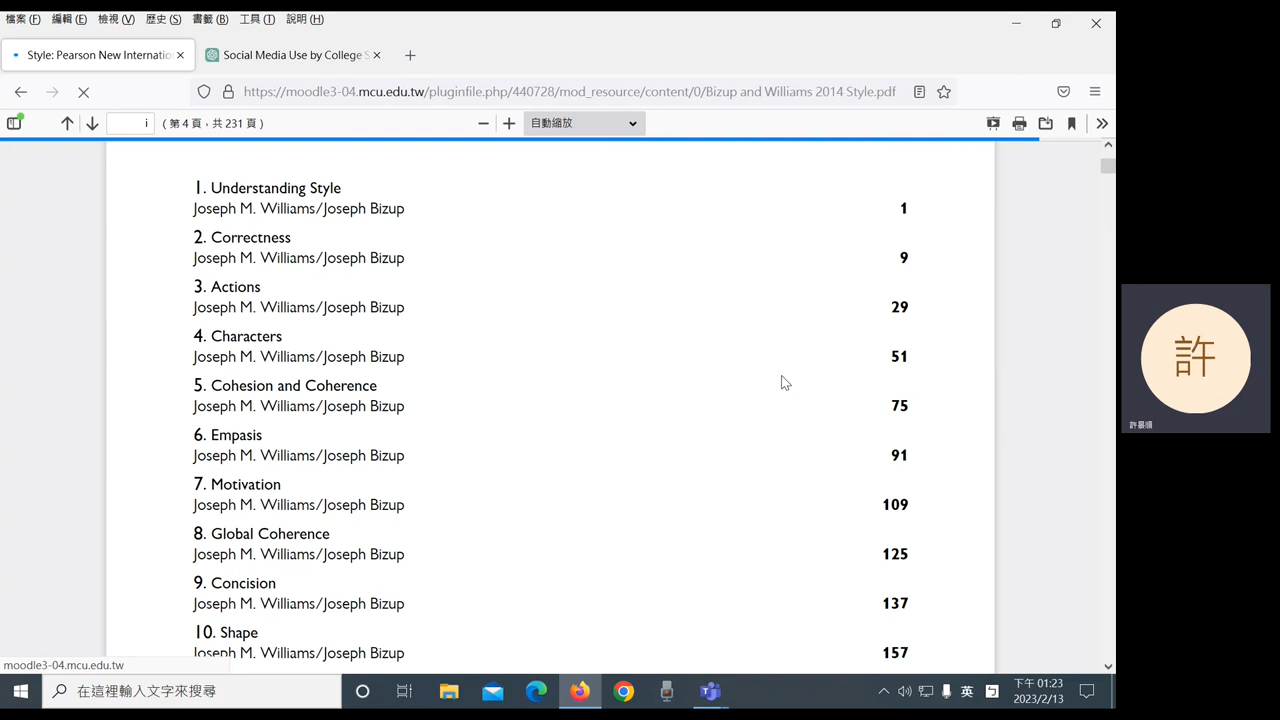 檔案 (F) 編輯 (E) 檢視 (V) 歷史 (S) 書籤 (B) 工具 (T) 說明 (H)
Style: Pearson New Internatio
Social Media Use by College S
https://moodle3-04.mcu.edu.tw/pluginfile.php/440728/mod_resource/content/0/Bizup and Williams 2014 Style.pdf
i (第 4 頁，共 231 頁) 自動縮放
1. Understanding Style
Joseph M. Williams/Joseph Bizup 1
2. Correctness
Joseph M. Williams/Joseph Bizup 9
3. Actions
Joseph M. Williams/Joseph Bizup 29
4. Characters
Joseph M. Williams/Joseph Bizup 51
5. Cohesion and Coherence
Joseph M. Williams/Joseph Bizup 75
6. Empasis
Joseph M. Williams/Joseph Bizup 91
7. Motivation
Joseph M. Williams/Joseph Bizup 109
8. Global Coherence
Joseph M. Williams/Joseph Bizup 125
9. Concision
Joseph M. Williams/Joseph Bizup 137
10. Shape
Joseph M. Williams/Joseph Bizup 157
moodle3-04.mcu.edu.tw
在這裡輸入文字來搜尋
英
下午 01:23
2023/2/13
許
許景順